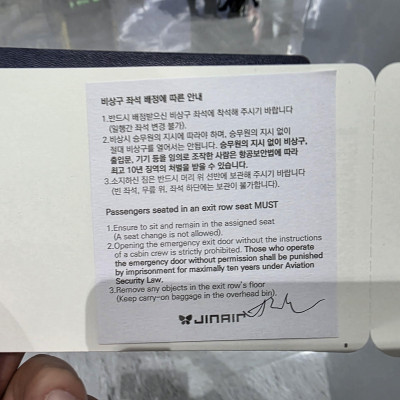 비상구 좌석 배정에 따른 안내
1.반드시 배정받으신 비상구 좌석에 착석해 주시기 바랍니다
(일행간 좌석 변경 불가).
2.비상시 승무원의 지시에 따라야 하며, 승무원의 지시 없이
절대 비상구를 열어서는 안됩니다. 승무원의 지시 없이 비상구,
출입문, 기기 등을 임의로 조작한 사람은 항공보안법에 따라
최고 10년 징역의 처벌을 받을 수 있습니다.
3.소지하신 짐은 반드시 머리 위 선반에 보관해 주시기 바랍니다
(빈 좌석, 무릎 위, 좌석 하단에는 보관이 불가합니다).
Passengers seated in an exit row seat MUST
1.Ensure to sit and remain in the assigned seat
(A seat change is not allowed).
2.Opening the emergency exit door without the instructions
of a cabin crew is strictly prohibited. Those who operate
the emergency door without permission shall be punished
by imprisonment for maximally ten years under Aviation
Security Law.
3.Remove any objects in the exit row's floor
(Keep carry-on baggage in the overhead bin).
JINAIR